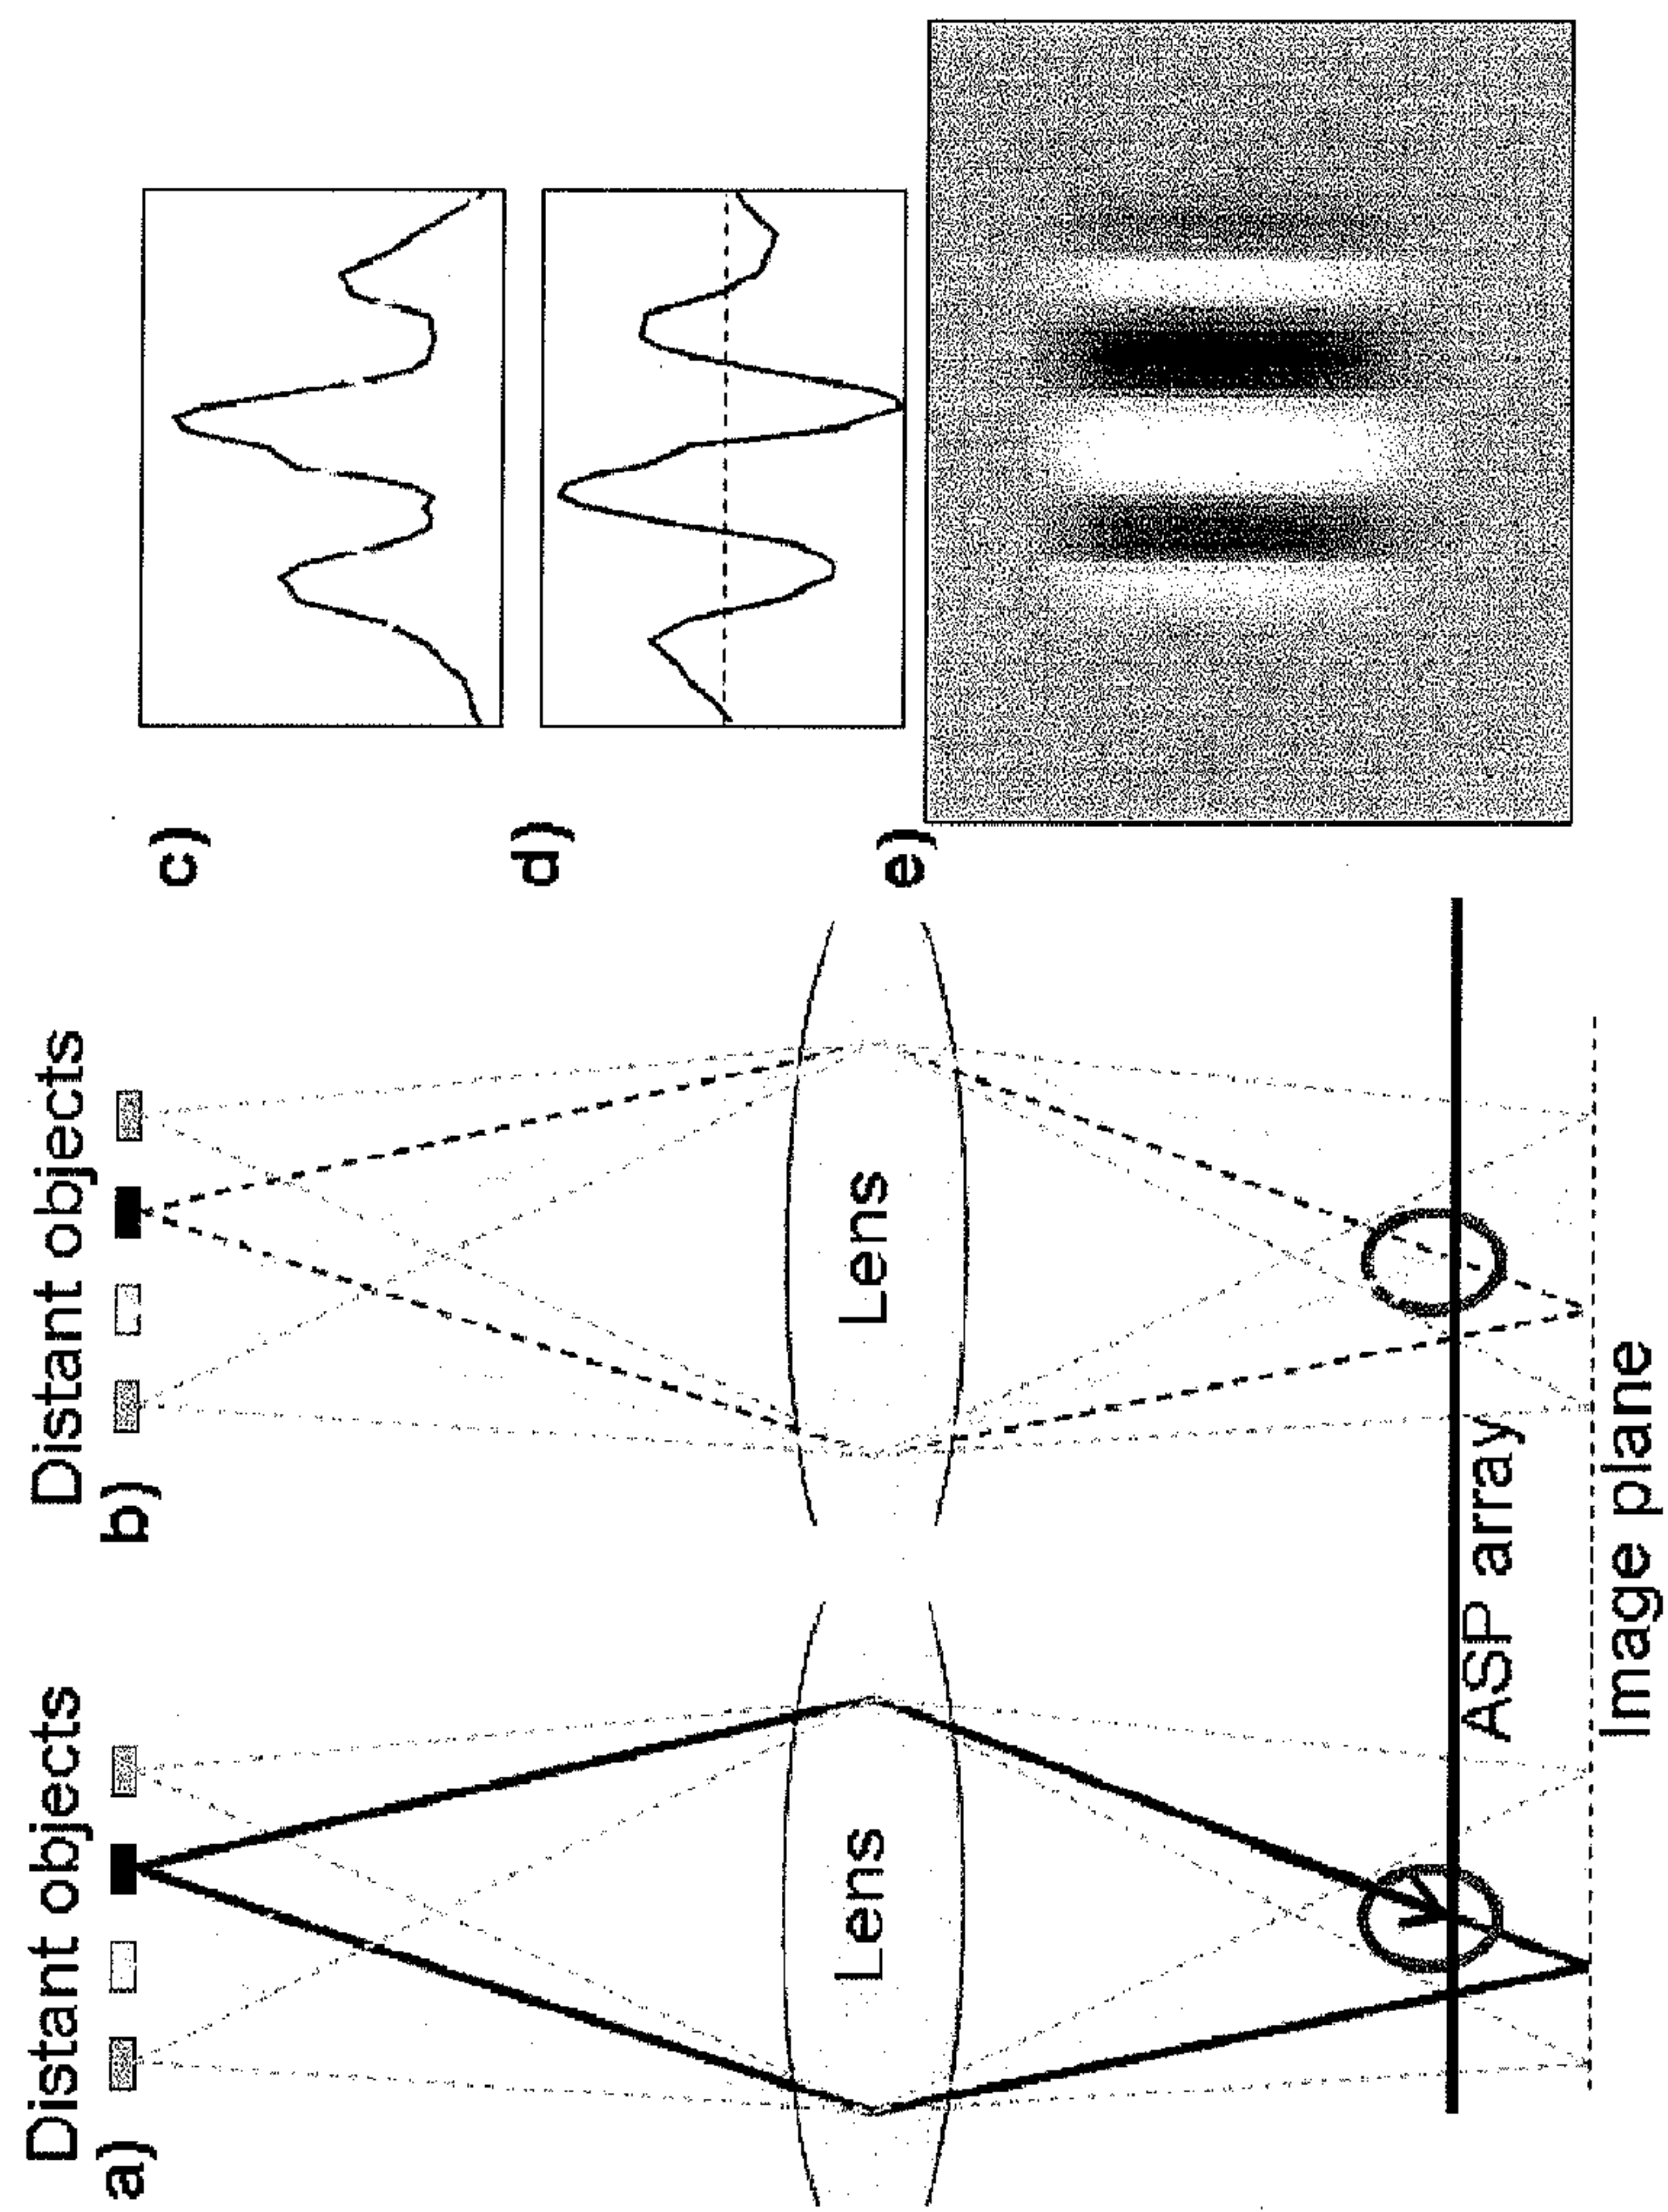 a)
Distant objects
Lens
b)
Distant objects
Lens
ASP array
Image plane
c)
d)
e)